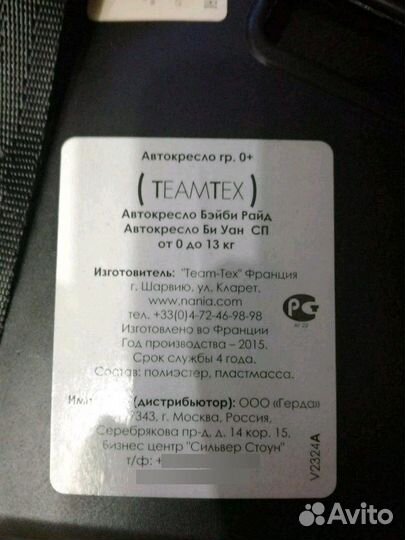 Автокресло гр. 0+
( TEAMTEX )
Автокресло Бэйби Райд
Автокресло Би Уан СП
от 0 до 13 кг
Изготовитель: "Team-Tex" Франция
г. Шарвию, ул. Кларет.
www.nania.com
тел. +33(0)4-72-46-98-98
Изготовлено во Франции
Год производства – 2015.
Срок службы 4 года.
Состав: полиэстер, пластмасса.
РСТ
(дистрибьютор): ООО «Герда»
7343, г. Москва, Россия,
Серебрякова пр-д, д. 14 кор. 15,
Бизнес центр "Сильвер Стоун"
т/ф: +
V2324A
Avito